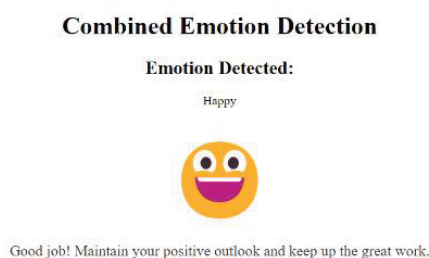 Combined Emotion Detection
Emotion Detected:
Happy
Good job! Maintain your positive outlook and keep up the great work.